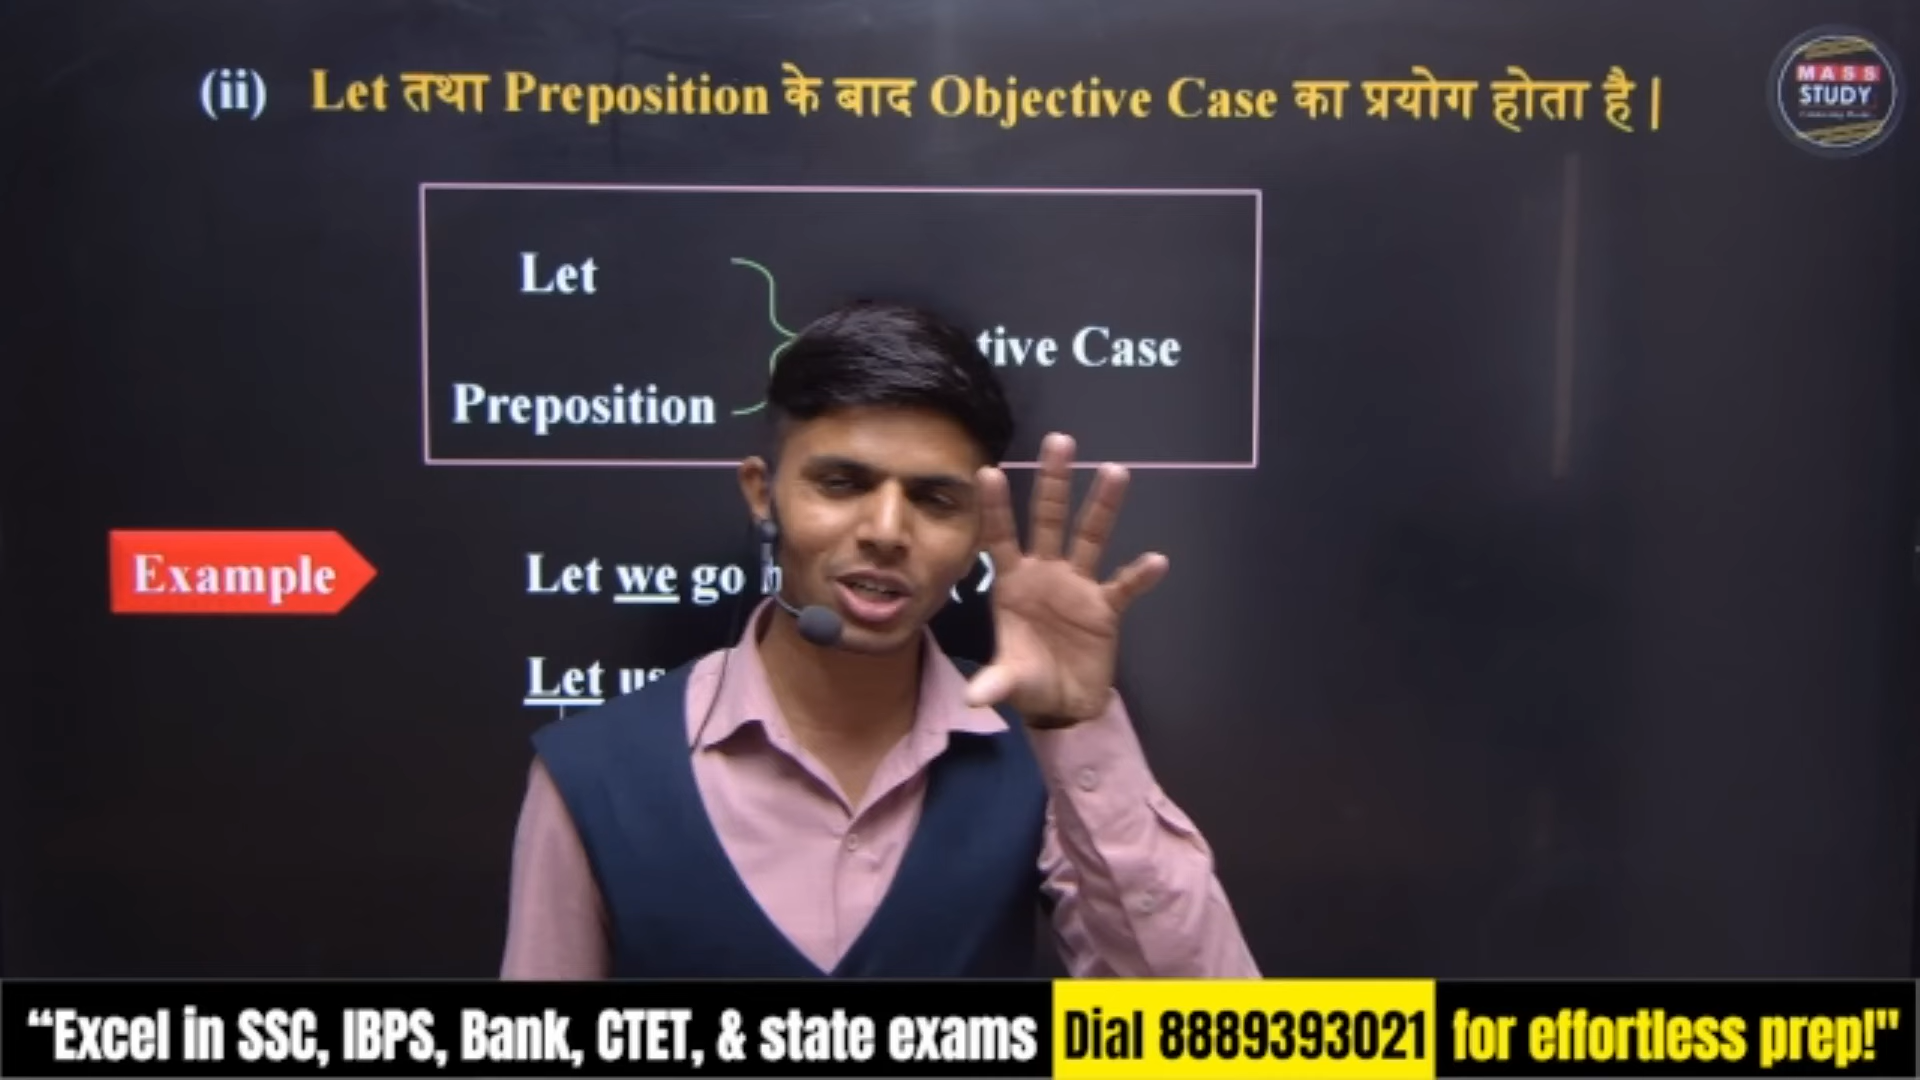 (ii) Let तथा Preposition के बाद Objective Case का प्रयोग होता है |
MASS
STUDY
Let
tive Case
Preposition
Example
Let we go
Let us
“Excel in SSC, IBPS, Bank, CTET, & state exams Dial 8889393021 for effortless prep!"